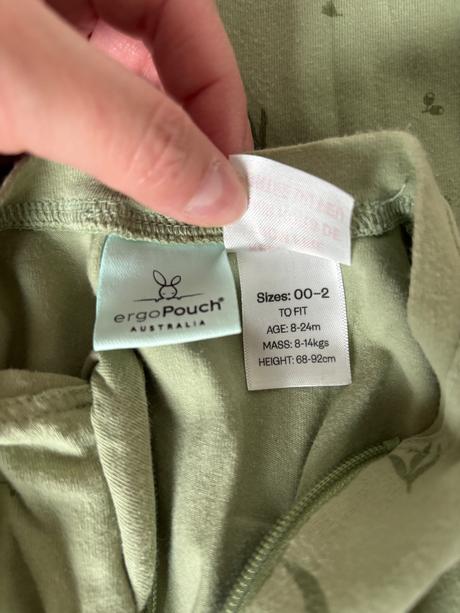 ergoPouch®
AUSTRALIA
Sizes: 00-2
TO FIT
AGE: 8-24m
MASS: 8-14kgs
HEIGHT: 68-92cm